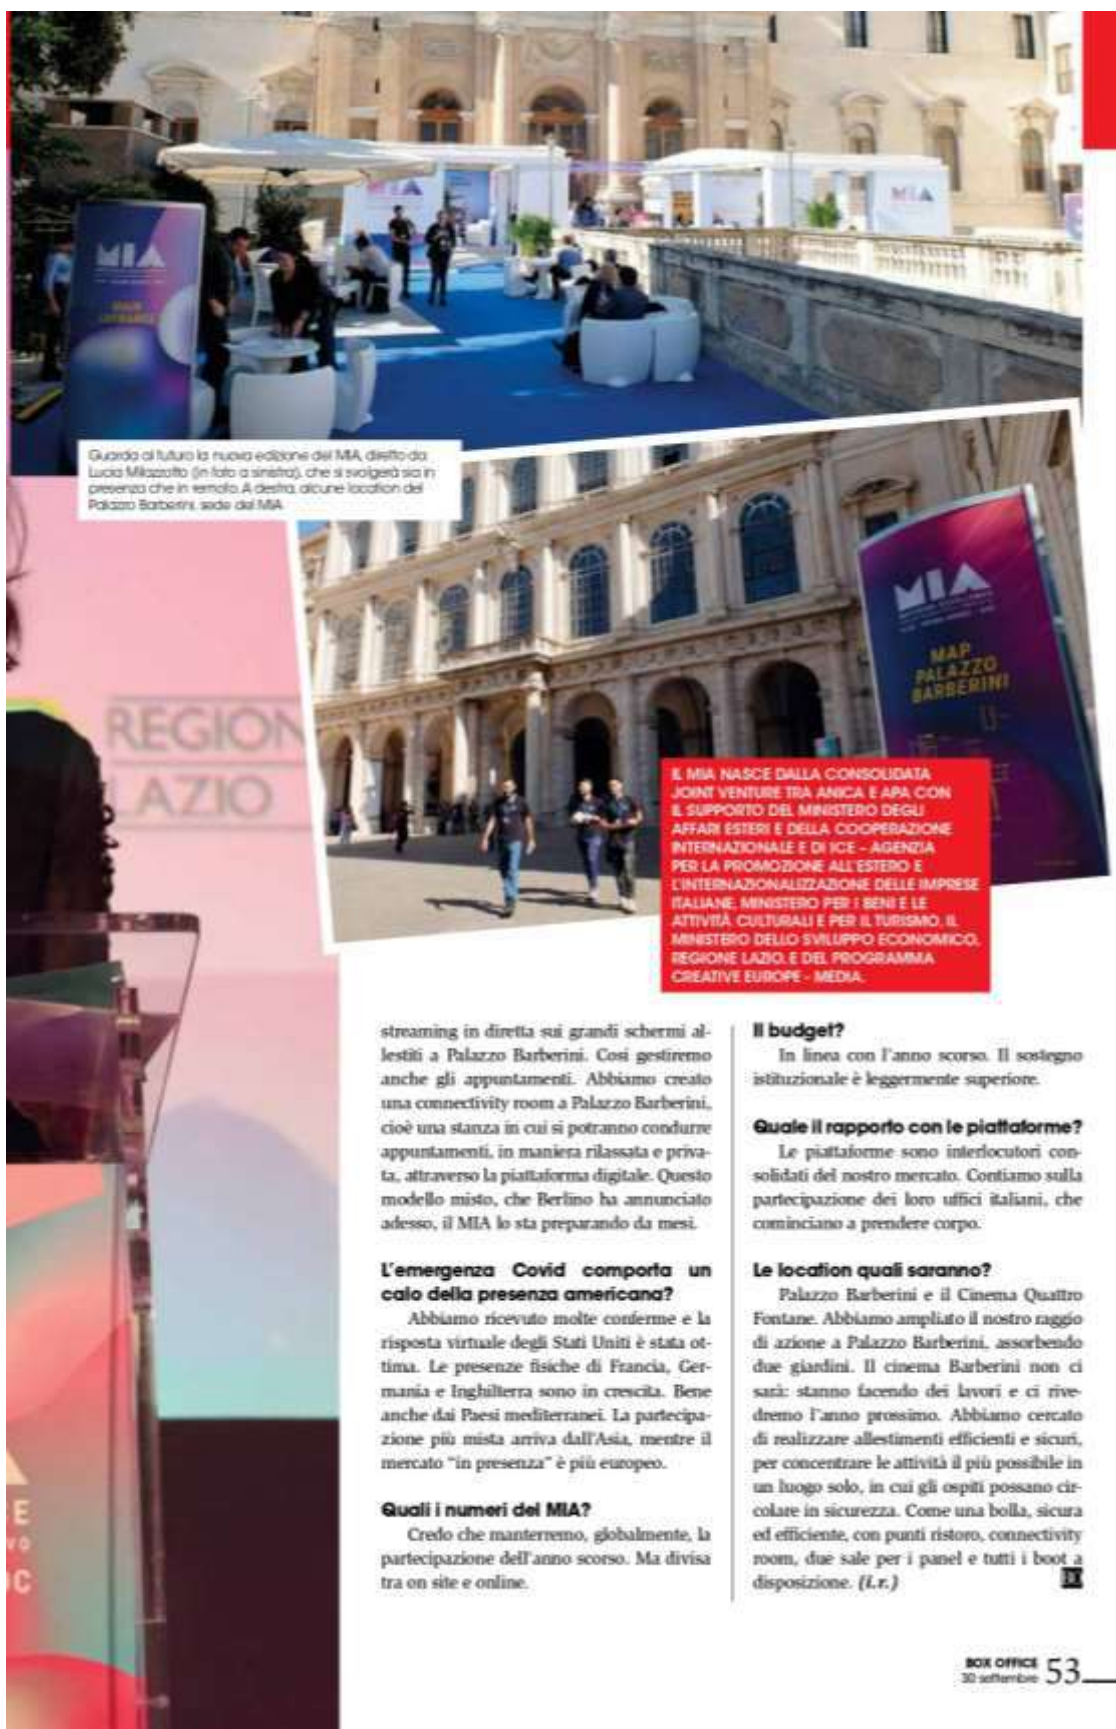 MIA
MIA
MIA
MAP
Guarda al futuro la nuova edizione del MIA, diretto da
Lucia Milazzotto (in foto a sinistra), che si svolgerà sia in
presenza che in remoto. A destra, alcune location del
Palazzo Barberini, sede del MIA
MIA
MAP
PALAZZO
BARBERINI
REGION
LAZIO
IL MIA NASCE DALLA CONSOLIDATA
JOINT VENTURE TRA ANICA E APA CON
IL SUPPORTO DEL MINISTERO DEGLI
AFFARI ESTERI E DELLA COOPERAZIONE
INTERNAZIONALE E DI ICE – AGENZIA
PER LA PROMOZIONE ALL'ESTERO E
L'INTERNAZIONALIZZAZIONE DELLE IMPRESE
ITALIANE, MINISTERO PER I BENI E LE
ATTIVITÀ CULTURALI E PER IL TURISMO, IL
MINISTERO DELLO SVILUPPO ECONOMICO,
REGIONE LAZIO, E DEL PROGRAMMA
CREATIVE EUROPE – MEDIA.
streaming in diretta sui grandi schermi al-
lestiti a Palazzo Barberini. Così gestiremo
anche gli appuntamenti. Abbiamo creato
una connectivity room a Palazzo Barberini,
cioè una stanza in cui si potranno condurre
appuntamenti, in maniera rilassata e priva-
ta, attraverso la piattaforma digitale. Questo
modello misto, che Berlino ha annunciato
adesso, il MIA lo sta preparando da mesi.
L'emergenza Covid comporta un
calo della presenza americana?
Abbiamo ricevuto molte conferme e la
risposta virtuale degli Stati Uniti è stata ot-
tima. Le presenze fisiche di Francia, Ger-
mania e Inghilterra sono in crescita. Bene
anche dai Paesi mediterranei. La partecipa-
zione più mista arriva dall'Asia, mentre il
mercato "in presenza" è più europeo.
Quali i numeri del MIA?
Credo che manterremo, globalmente, la
partecipazione dell'anno scorso. Ma divisa
tra on site e online.
Il budget?
In linea con l'anno scorso. Il sostegno
istituzionale è leggermente superiore.
Quale il rapporto con le piattaforme?
Le piattaforme sono interlocutori con-
solidati del nostro mercato. Contiamo sulla
partecipazione dei loro uffici italiani, che
cominciano a prendere corpo.
Le location quali saranno?
Palazzo Barberini e il Cinema Quattro
Fontane. Abbiamo ampliato il nostro raggio
di azione a Palazzo Barberini, assorbendo
due giardini. Il cinema Barberini non ci
sarà: stanno facendo dei lavori e ci rive-
dremo l'anno prossimo. Abbiamo cercato
di realizzare allestimenti efficienti e sicuri,
per concentrare le attività il più possibile in
un luogo solo, in cui gli ospiti possano cir-
colare in sicurezza. Come una bolla, sicura
ed efficiente, con punti ristoro, connectivity
room, due sale per i panel e tutti i boot a
disposizione. (i.r.)
BOX OFFICE
30 settembre 53